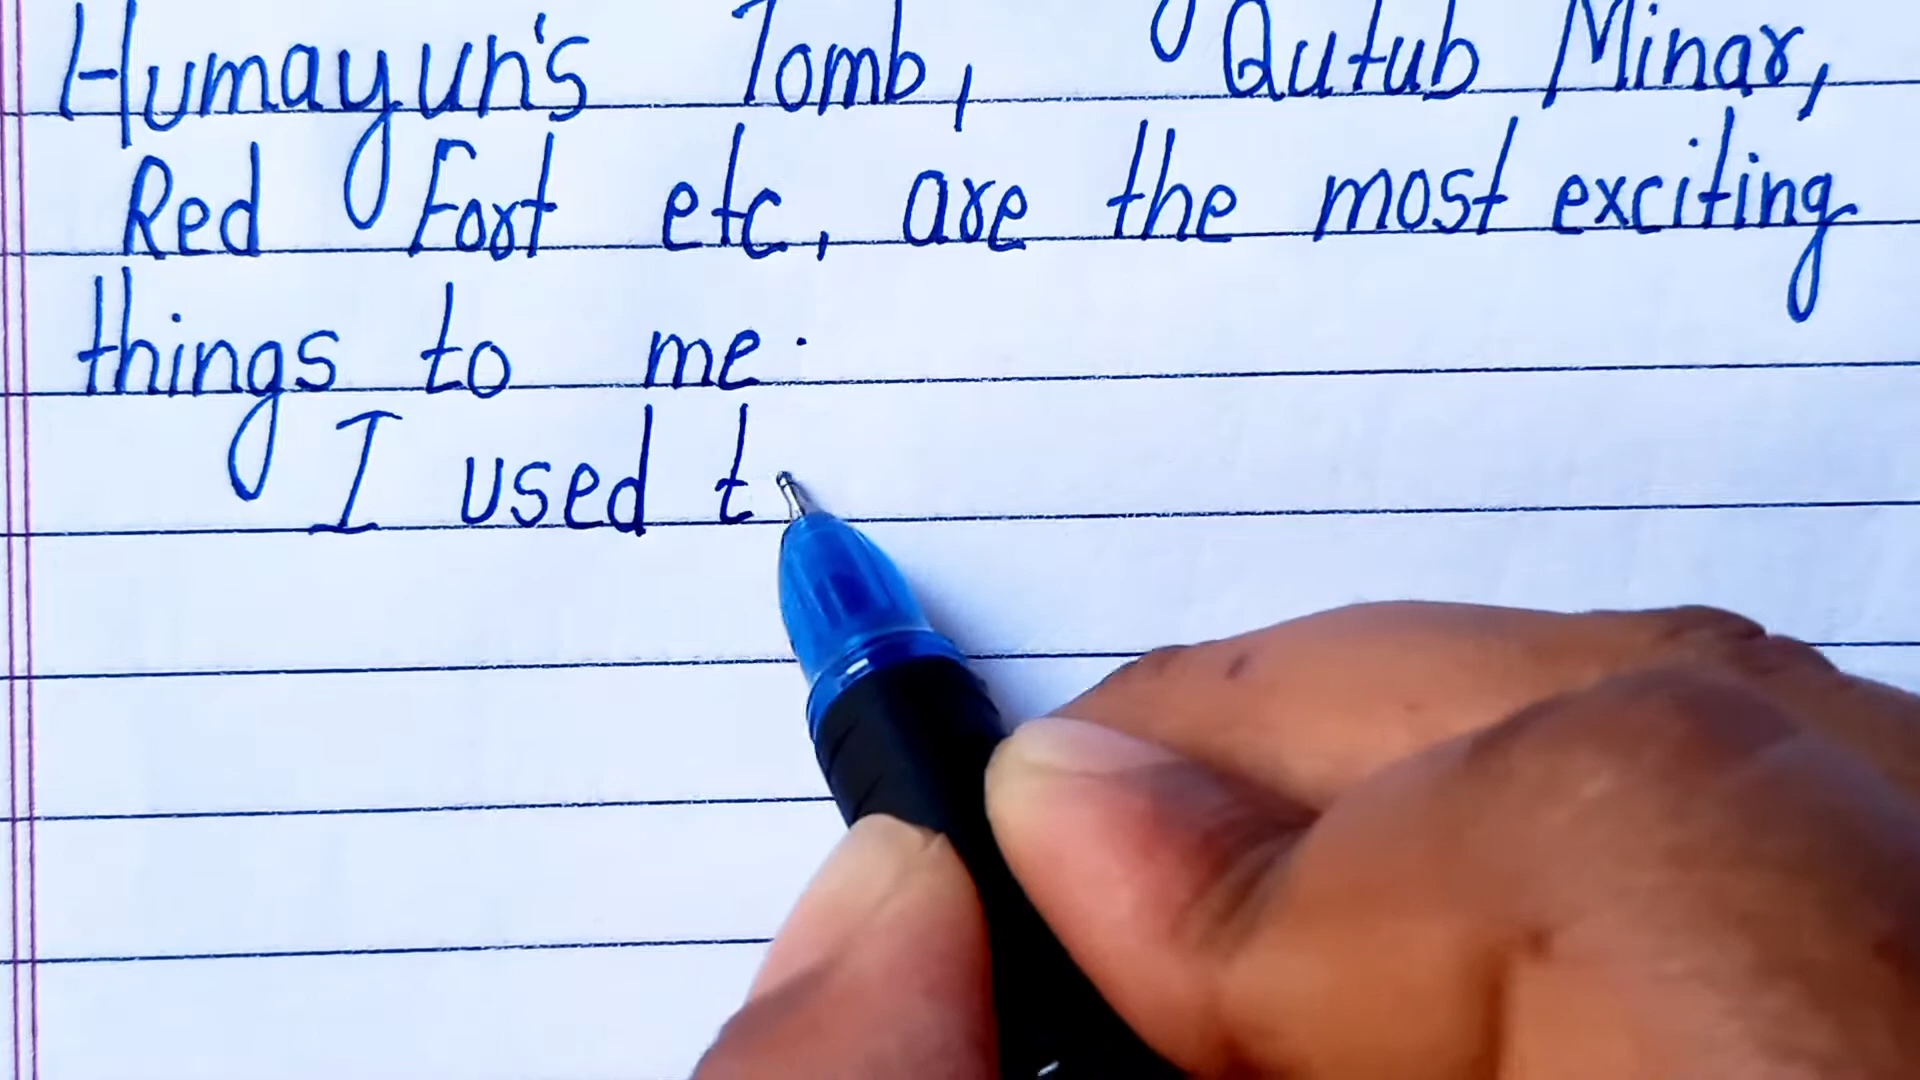 Humayun's Tomb, Qutub Minar,
Red Fort etc, are the most exciting
things to me.
I used t